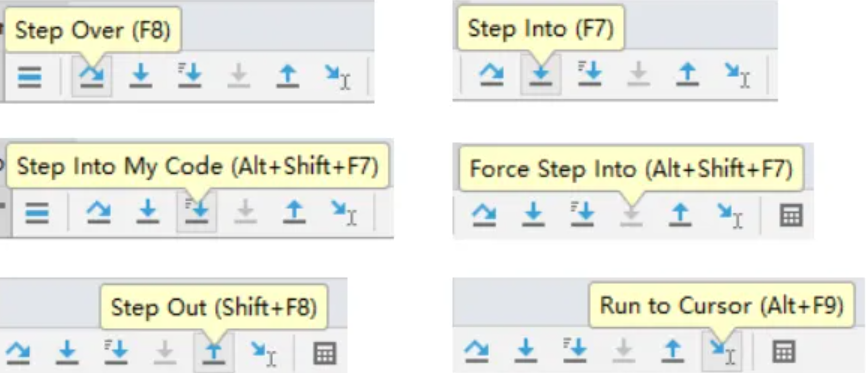 Step Over (F8)
Step Into (F7)
Step Into My Code (Alt+Shift+F7)
Force Step Into (Alt+Shift+F7)
Step Out (Shift+F8)
Run to Cursor (Alt+F9)